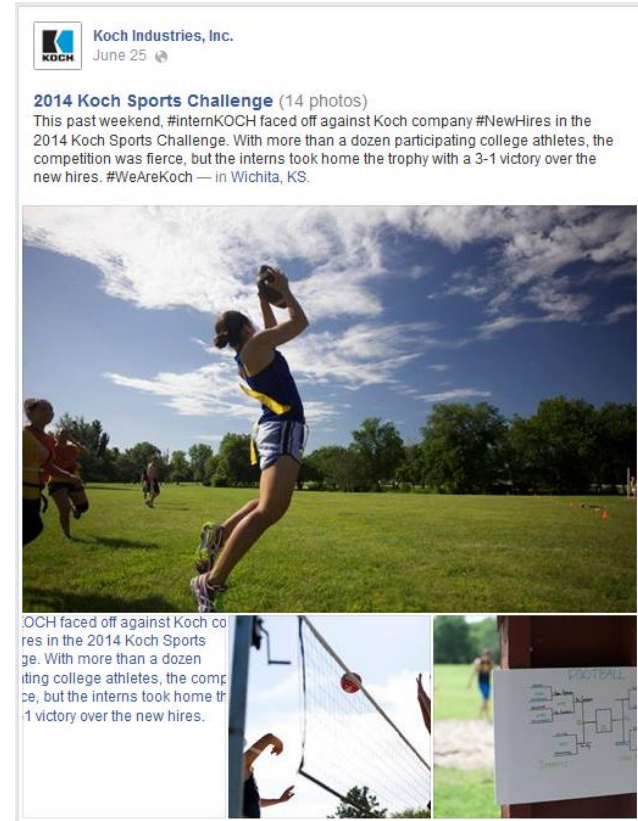 KOCH
Koch Industries, Inc.
June 25
2014 Koch Sports Challenge (14 photos)
This past weekend, #internKOCH faced off against Koch company #NewHires in the
2014 Koch Sports Challenge. With more than a dozen participating college athletes, the
competition was fierce, but the interns took home the trophy with a 3-1 victory over the
new hires. #WeAreKoch — in Wichita, KS.
OCH faced off against Koch co
res in the 2014 Koch Sports
ge. With more than a dozen
ting college athletes, the comp
ce, but the interns took home th
1 victory over the new hires.
FOOTBALL
Interns